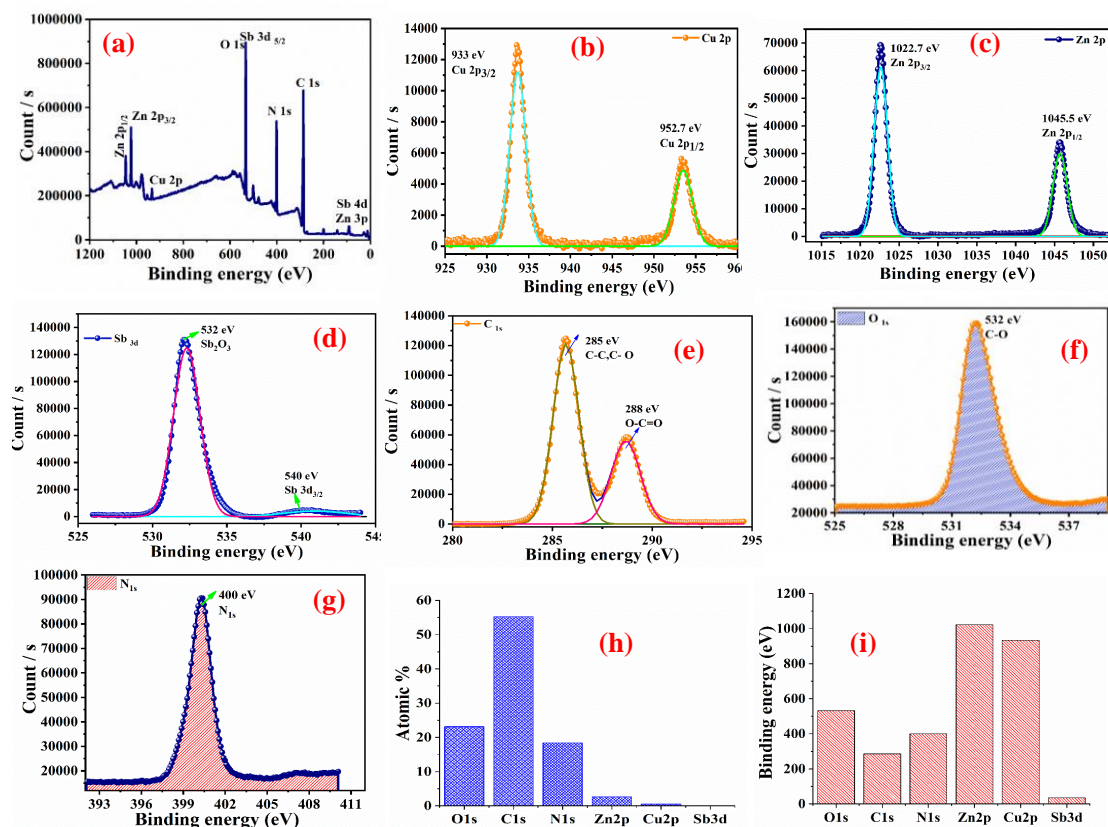 (a)
Count / s
1000000
800000
600000
400000
200000
0
Zn 2p1/2
Zn 2p3/2
Cu 2p
O 1s
Sb 3d 5/2
N 1s
C 1s
Sb 4d
Zn 3p
1200 1000 800 600 400 200 0
Binding energy (eV)
(b)
Cu 2p
Count / s
14000
12000
10000
8000
6000
4000
2000
0
933 eV
Cu 2p3/2
952.7 eV
Cu 2p1/2
925 930 935 940 945 950 955 960
Binding energy (eV)
(c)
Zn 2p
Count / s
70000
60000
50000
40000
30000
20000
10000
0
1022.7 eV
Zn 2p3/2
1045.5 eV
Zn 2p1/2
1015 1020 1025 1030 1035 1040 1045 1050
Binding energy (eV)
(d)
Sb 3d
Count / s
140000
120000
100000
80000
60000
40000
20000
0
532 eV
Sb2O3
540 eV
Sb 3d3/2
525 530 535 540
Binding energy (eV)
(e)
C 1s
Count / s
140000
120000
100000
80000
60000
40000
20000
0
285 eV
C-C,C- O
288 eV
O-C=O
280 285 290 295
Binding energy (eV)
(f)
O 1s
Count / s
160000
140000
120000
100000
80000
60000
40000
20000
532 eV
C-O
525 528 531 534 537
Binding energy (eV)
(g)
N1s
Count / s
90000
80000
70000
60000
50000
40000
30000
20000
400 eV
N1s
393 396 399 402 405 408 411
Binding energy (eV)
(h)
Atomic %
60
55
50
45
40
35
30
25
20
15
10
5
0
O1s C1s N1s Zn2p Cu2p Sb3d
(i)
Binding energy (eV)
1200
1000
800
600
400
200
0
O1s C1s N1s Zn2p Cu2p Sb3d